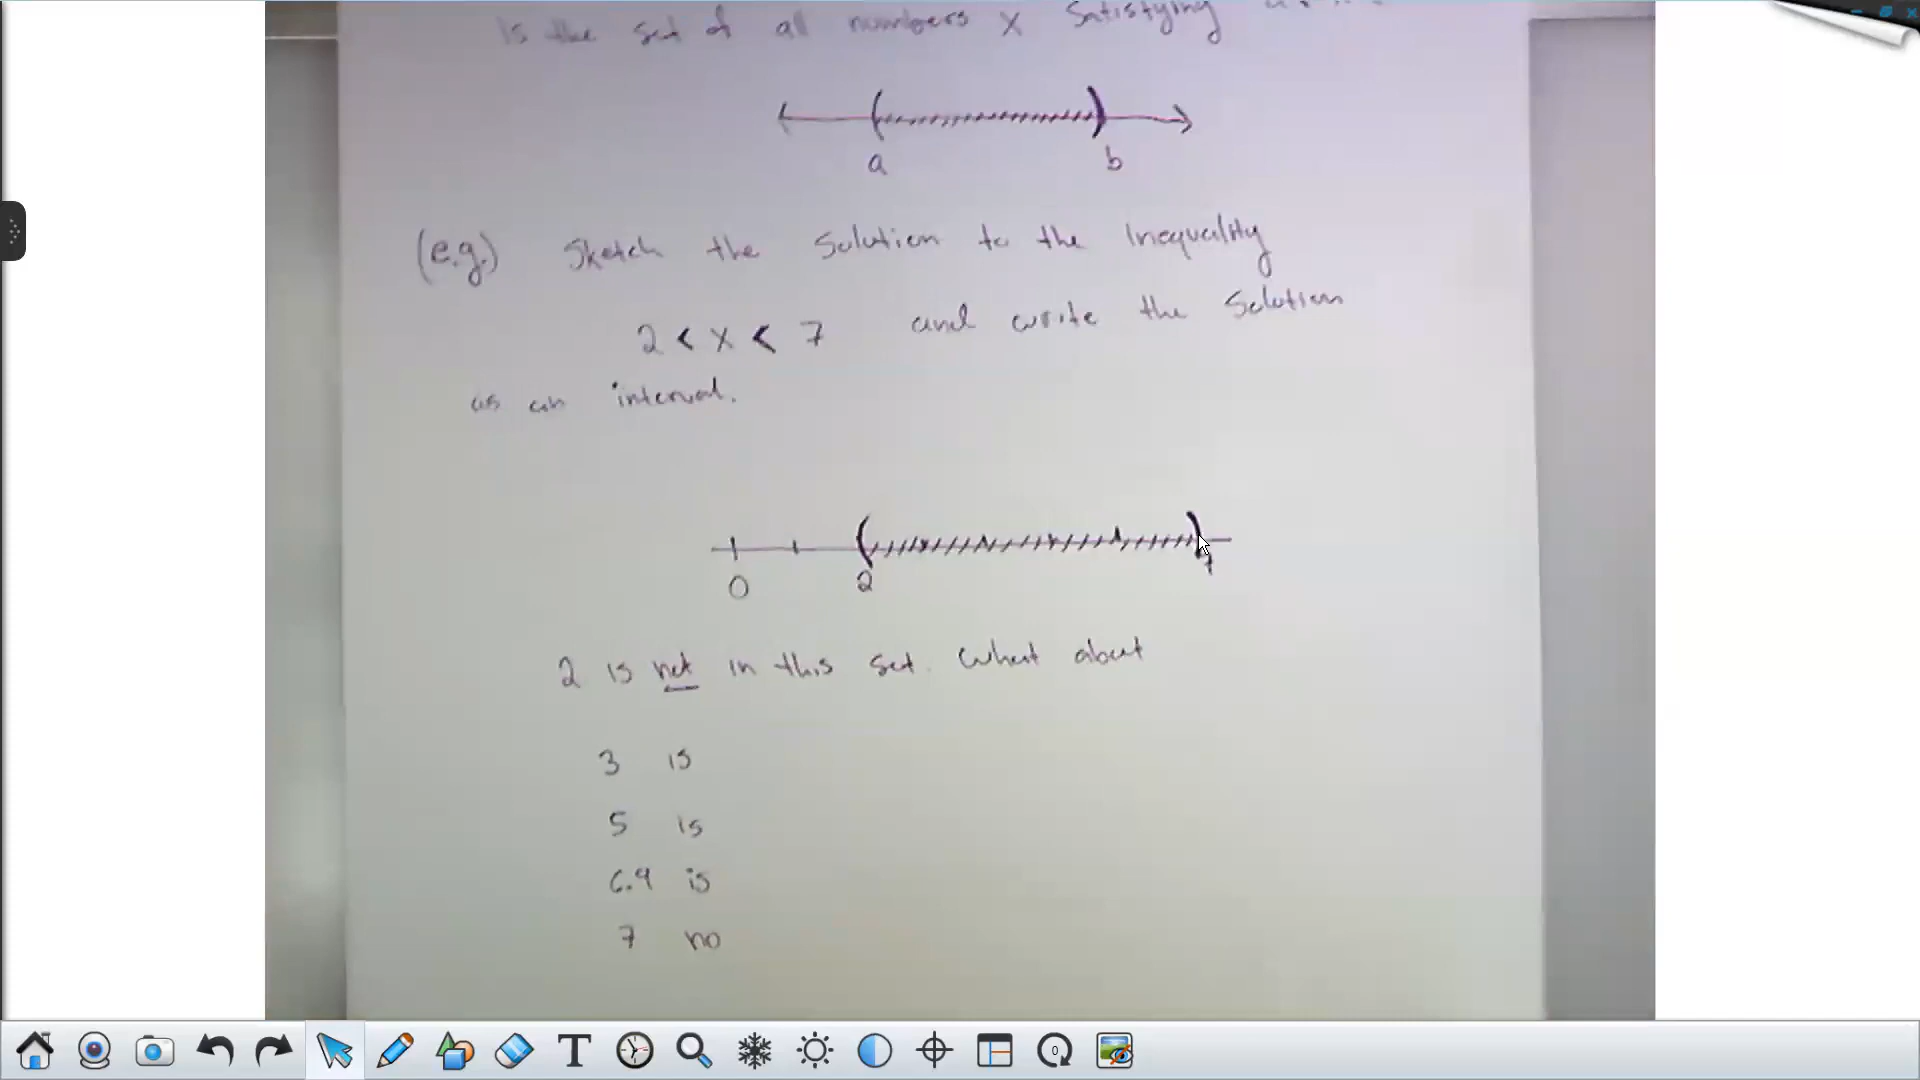 is the set of all numbers x satisfying
a b
(e.g.) Sketch the solution to the inequality
2 < x < 7 and write the solution
as an interval.
0 2 7
2 is not in this set. What about
3 is
5 is
6.9 is
7 no
T
0